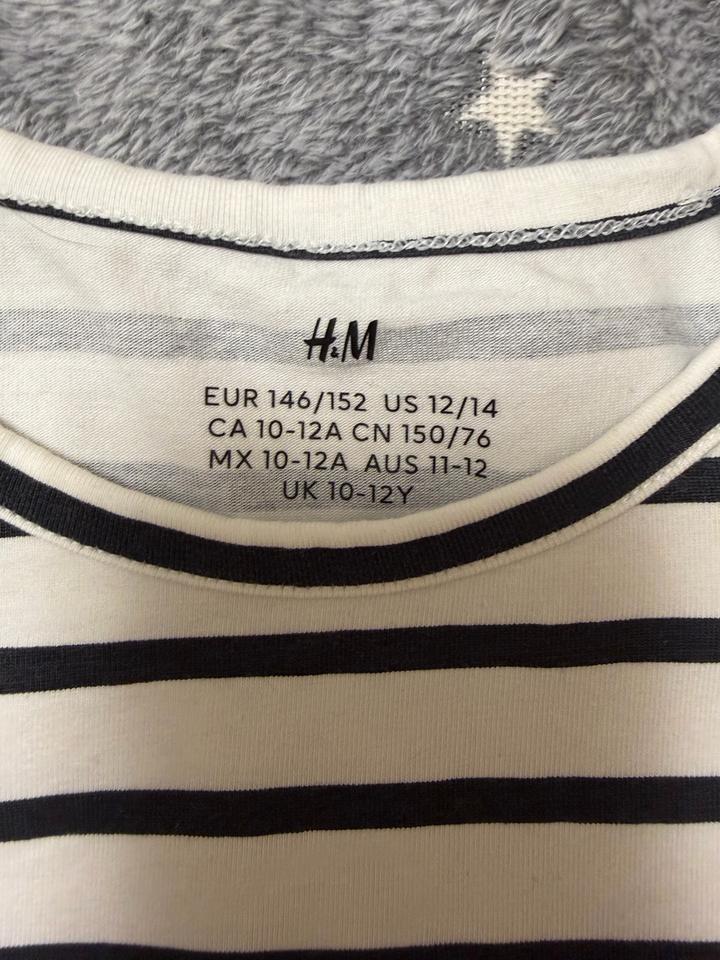 H&M
EUR 146/152 US 12/14
CA 10-12A CN 150/76
MX 10-12A AUS 11-12
UK 10-12Y